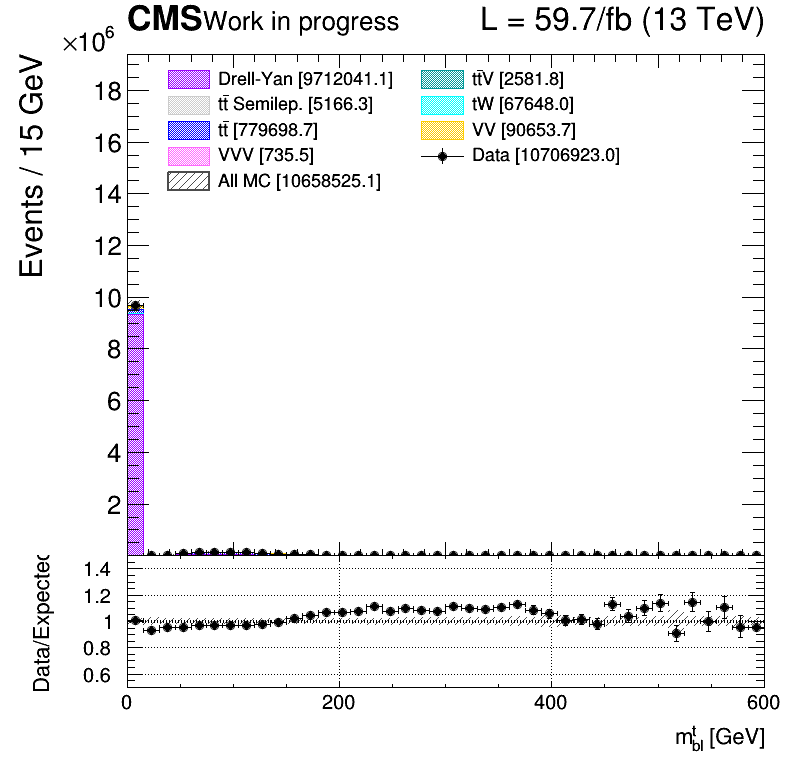 CMS Work in progress L = 59.7/fb (13 TeV)
×10⁶
Events / 15 GeV
Drell-Yan [9712041.1]
tt̄ Semilep. [5166.3]
tt̄ [779698.7]
VVV [735.5]
All MC [10658525.1]
tt̄V [2581.8]
tW [67648.0]
VV [90653.7]
Data [10706923.0]
18
16
14
12
10
8
6
4
2
Data/Expected
1.4
1.2
1
0.8
0.6
0 200 400 600
mᵗbl [GeV]